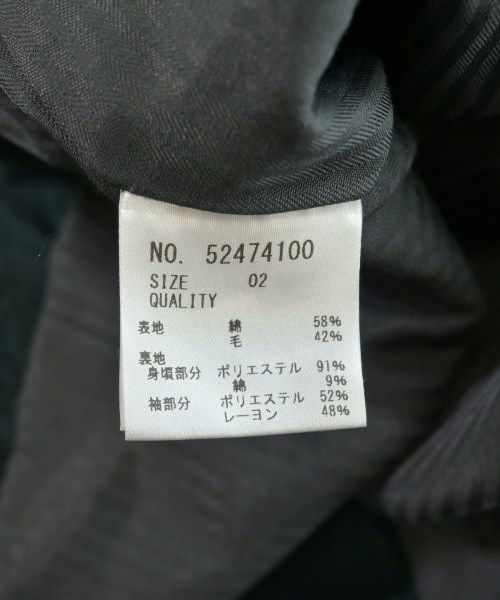 NO. 52474100
SIZE 02
QUALITY
表地 綿 58%
毛 42%
裏地
身頃部分 ポリエステル 91%
綿 9%
袖部分 ポリエステル 52%
レーヨン 48%